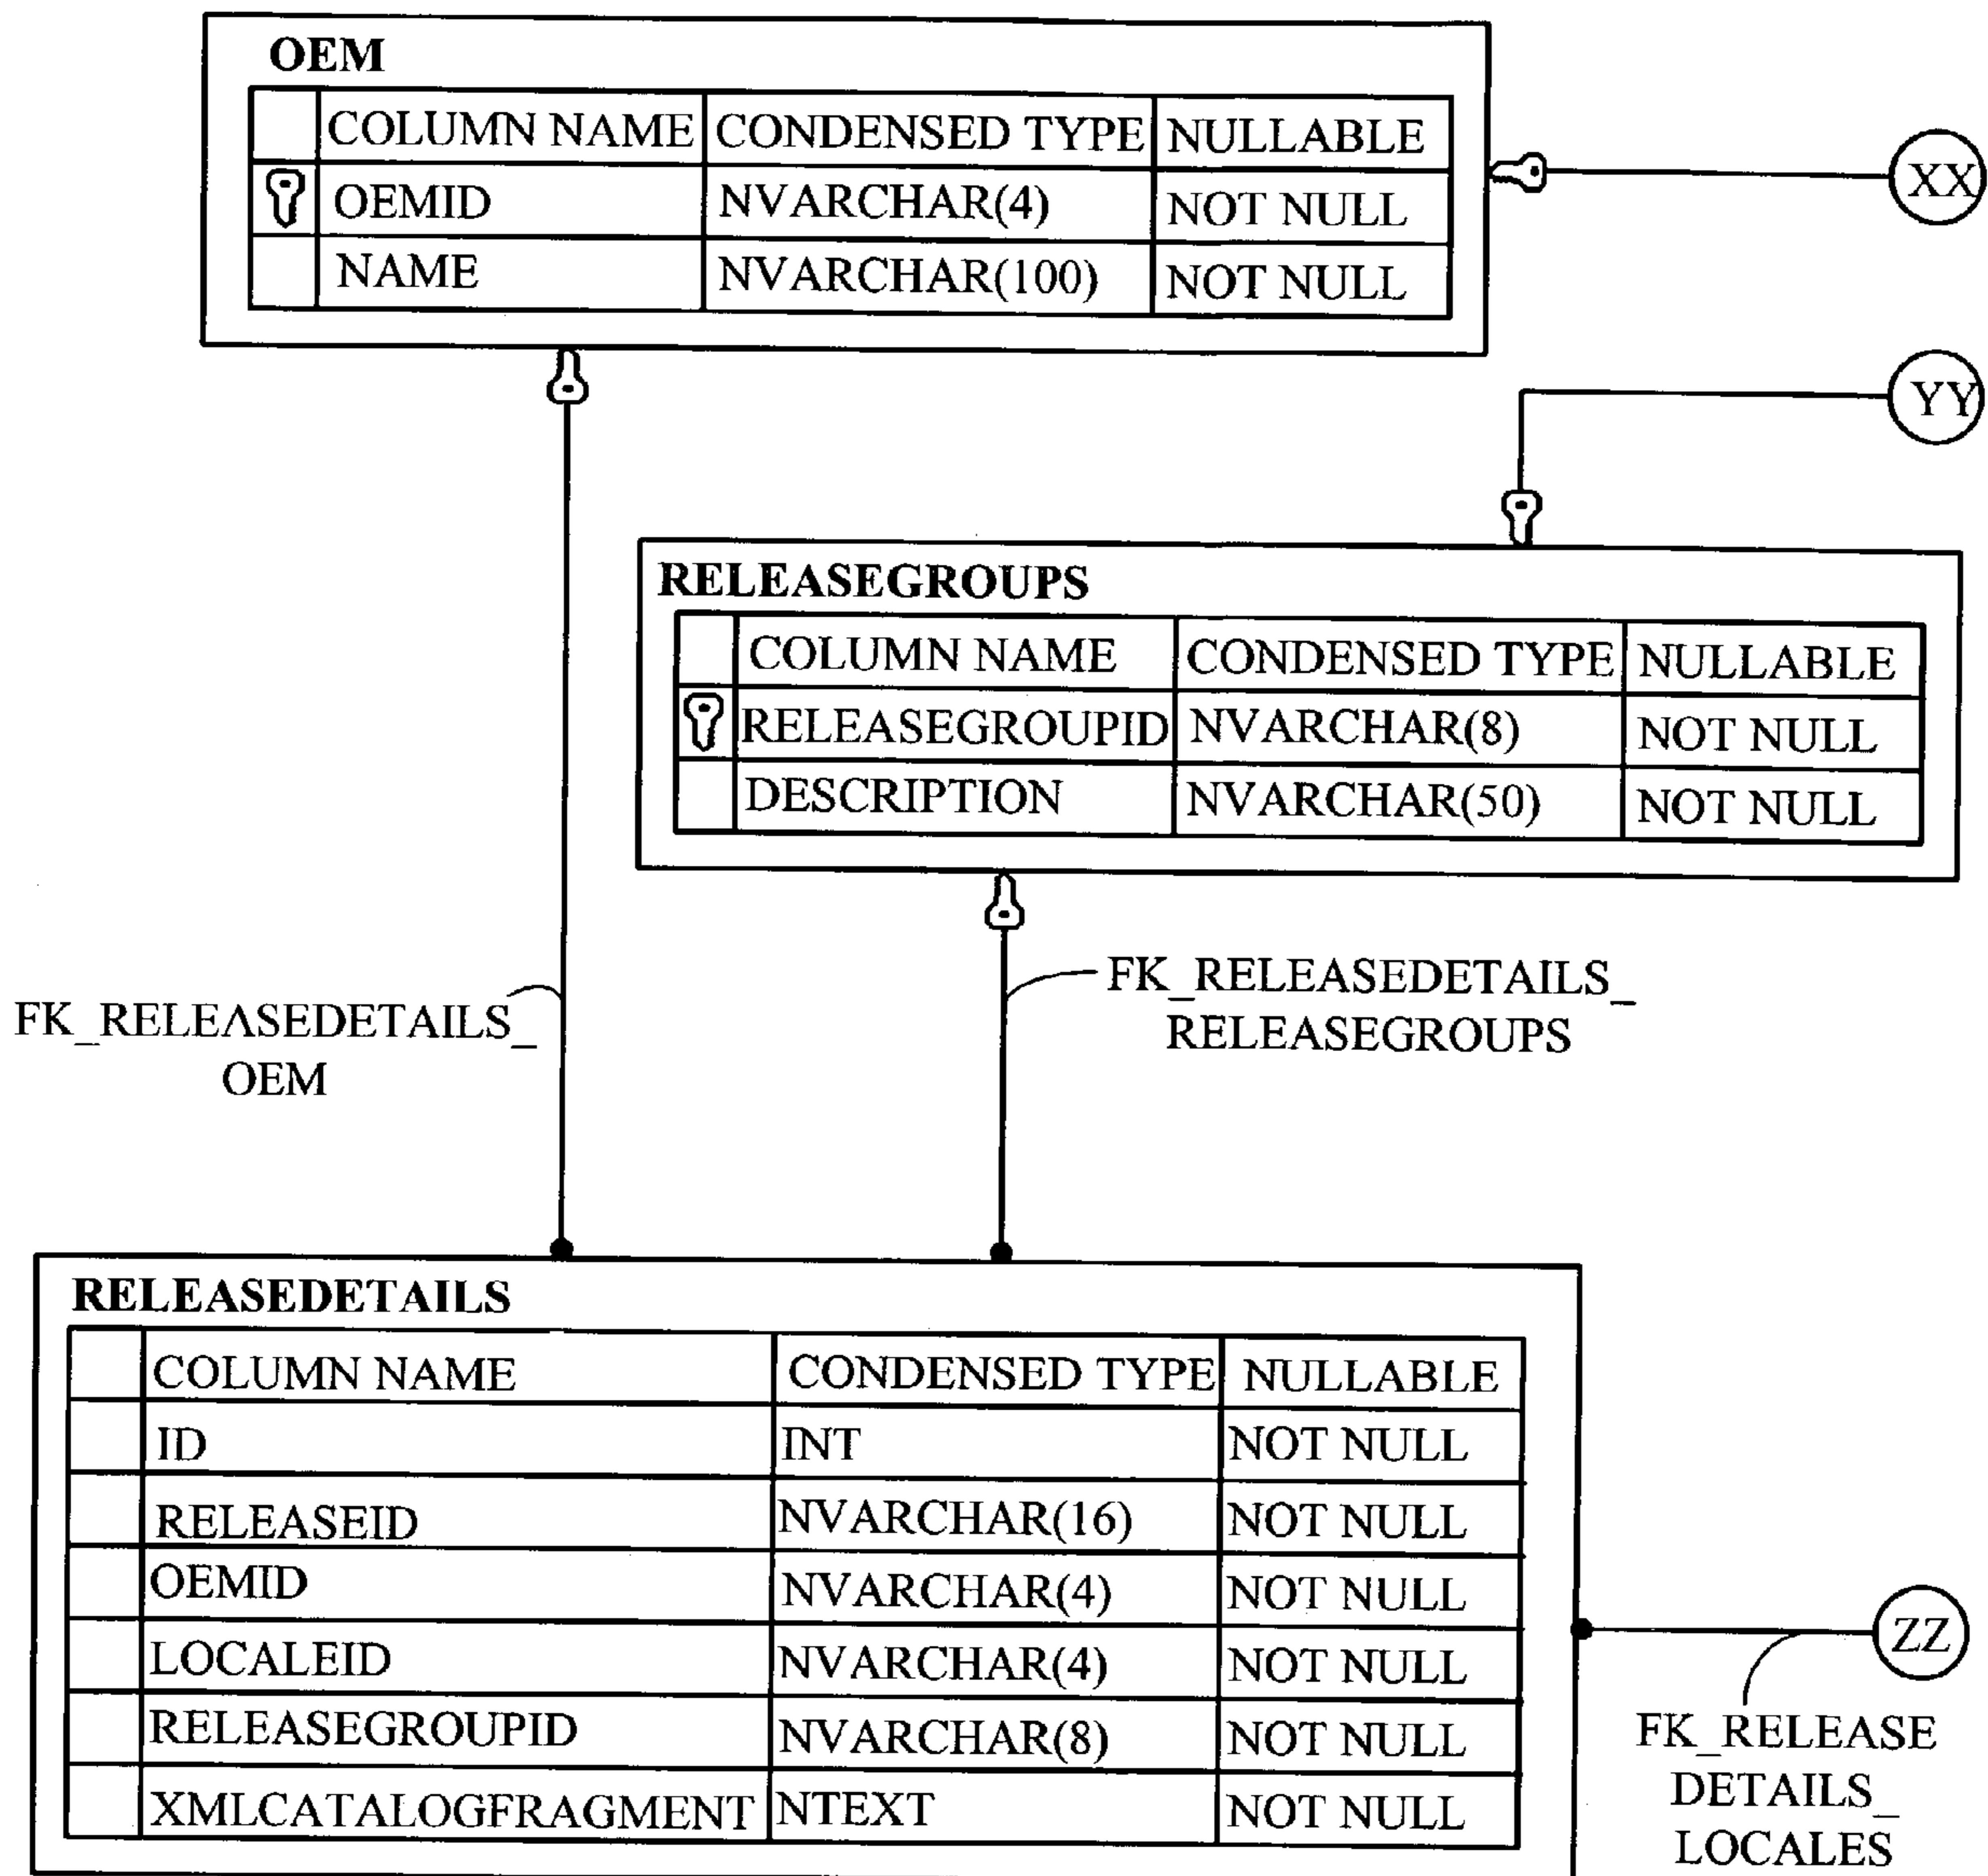 OEM
COLUMN NAME CONDENSED TYPE NULLABLE
OEMID NVARCHAR(4) NOT NULL
NAME NVARCHAR(100) NOT NULL
XX
YY
RELEASEGROUPS
COLUMN NAME CONDENSED TYPE NULLABLE
RELEASEGROUPID NVARCHAR(8) NOT NULL
DESCRIPTION NVARCHAR(50) NOT NULL
FK_RELEASEDETAILS_
OEM
FK_RELEASEDETAILS_
RELEASEGROUPS
RELEASEDETAILS
COLUMN NAME CONDENSED TYPE NULLABLE
ID INT NOT NULL
RELEASEID NVARCHAR(16) NOT NULL
OEMID NVARCHAR(4) NOT NULL
LOCALEID NVARCHAR(4) NOT NULL
RELEASEGROUPID NVARCHAR(8) NOT NULL
XMLCATALOGFRAGMENT NTEXT NOT NULL
ZZ
FK_RELEASE
DETAILS_
LOCALES